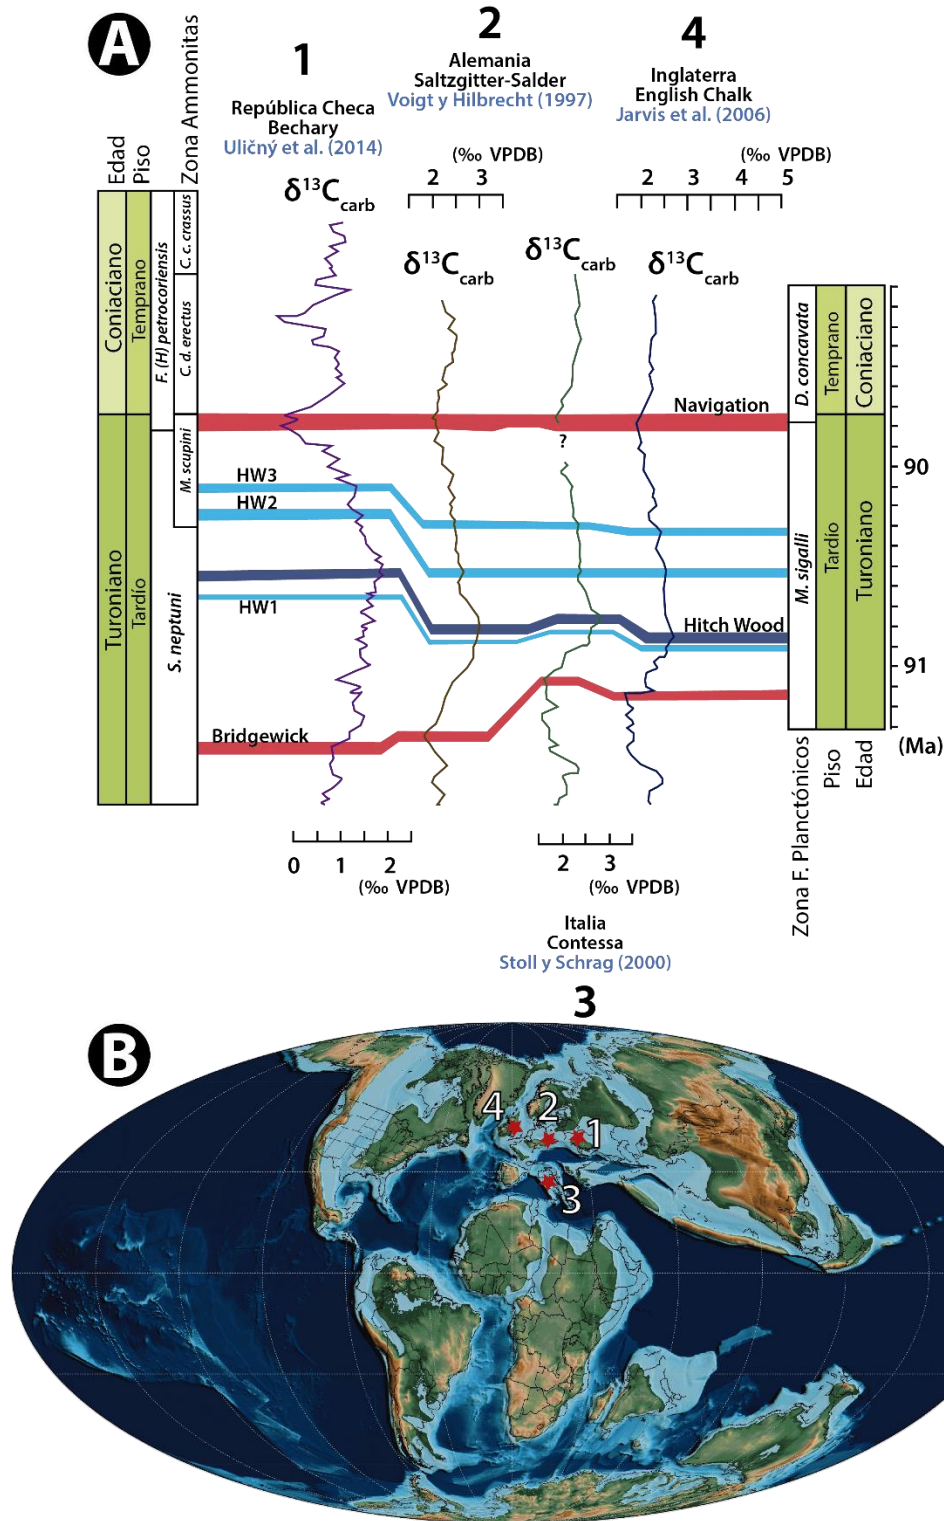 A
1
República Checa
Bechary
Uličný et al. (2014)
2
Alemania
Saltzgitter-Salder
Voigt y Hilbrecht (1997)
4
Inglaterra
English Chalk
Jarvis et al. (2006)
Edad
Piso
Zona Ammonitas
(‰ VPDB)
2 3
(‰ VPDB)
2 2 3 4 5
δ13Ccarb
δ13Ccarb
δ13Ccarb
δ13Ccarb
Coniaciano
Temprano
F. (H) petrocoriensis
C. c. crassus
C. d. erectus
M. scupini
Turoniano
Tardío
S. neptuni
Navigation
?
HW3
HW2
HW1
Hitch Wood
Bridgewick
D. concavata
Temprano
Coniaciano
M. sigalli
Tardío
Turoniano
90
91
(Ma)
Zona F. Planctónicos
Piso
Edad
0 1 2
(‰ VPDB)
2 3
(‰ VPDB)
Italia
Contessa
Stoll y Schrag (2000)
3
B
4 2 1
3